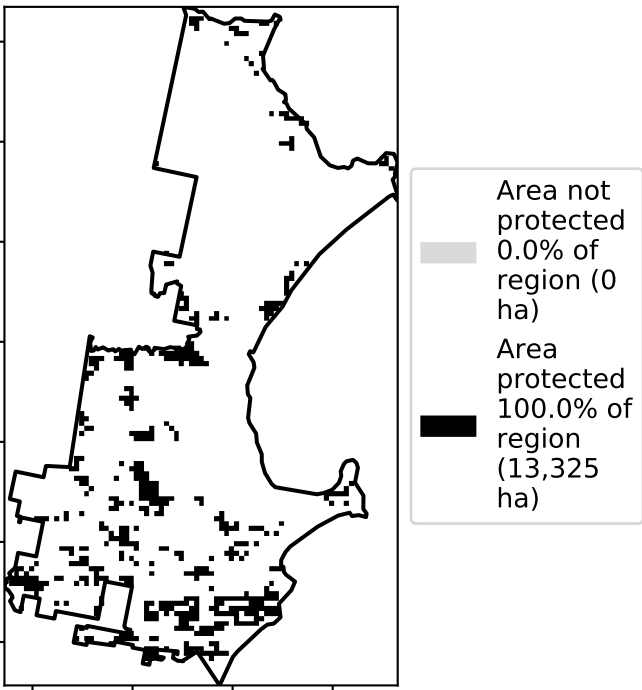 Area not
protected
0.0% of
region (0
ha)
Area
protected
100.0% of
region
(13,325
ha)